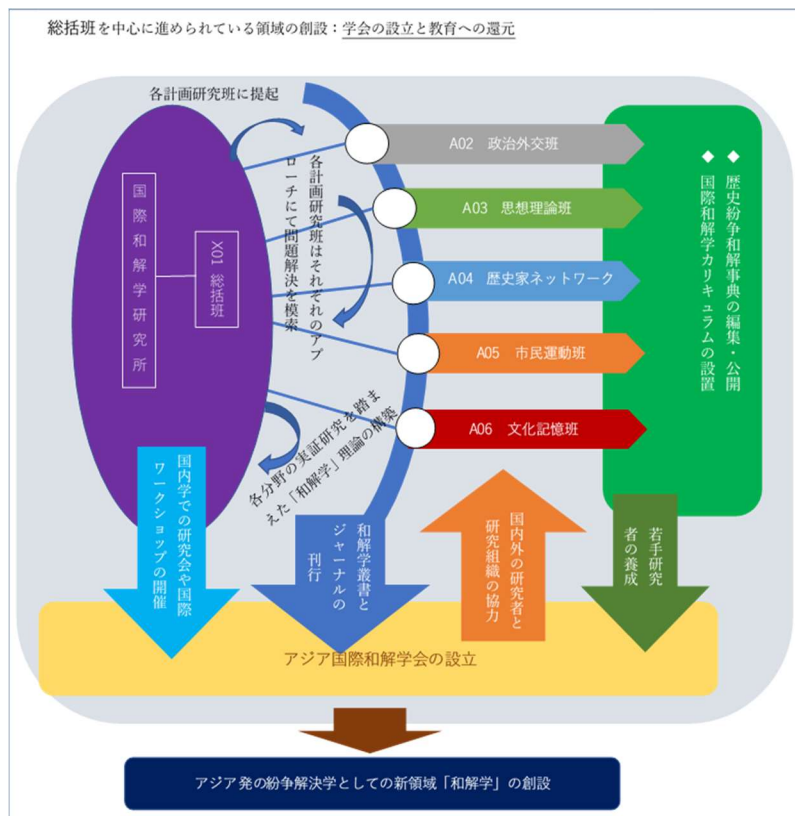 総括班を中心に進められている領域の創設：学会の設立と教育への還元
各計画研究班に提起
国際和解学研究所
X01 総括班
各計画研究班はそれぞれのアプ
ローチにて問題解決を模索
各分野の実証研究を踏ま
えた「和解学」理論の構築
A02 政治外交班
A03 思想理論班
A04 歴史家ネットワーク
A05 市民運動班
A06 文化記憶班
◆ 歴史紛争和解事典の編集・公開
◆ 国際和解学カリキュラムの設置
国内学での研究会や国際
ワークショップの開催
和解学叢書と
ジャーナルの
刊行
国内外の研究者と
研究組織の協力
若手研究
者の養成
アジア国際和解学会の設立
アジア発の紛争解決学としての新領域「和解学」の創設